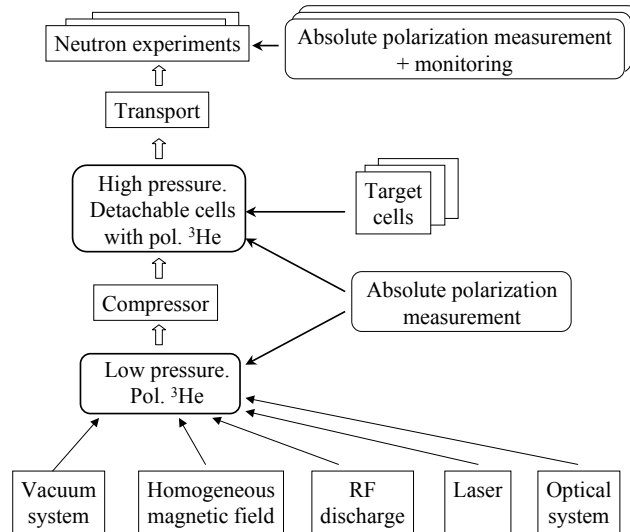 Neutron experiments
Absolute polarization measurement
+ monitoring
Transport
High pressure.
Detachable cells
with pol. ³He
Target
cells
Compressor
Absolute polarization
measurement
Low pressure.
Pol. ³He
Vacuum
system
Homogeneous
magnetic field
RF
discharge
Laser
Optical
system